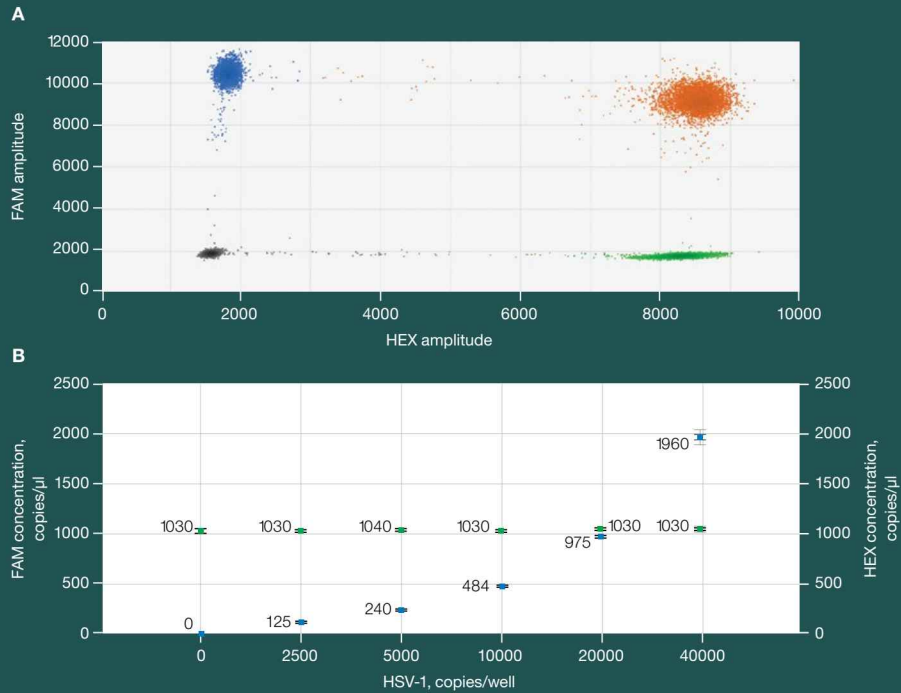 A
12000
10000
8000
6000
4000
2000
0
FAM amplitude
0 2000 4000 6000 8000 10000
HEX amplitude
B
2500
2000
1500
1000
500
0
FAM concentration,
copies/µl
1030 1030 1040 1030 1030 1030
0 125 240 484 975 1960
2500
2000
1500
1000
500
0
HEX concentration,
copies/µl
0 2500 5000 10000 20000 40000
HSV-1, copies/well